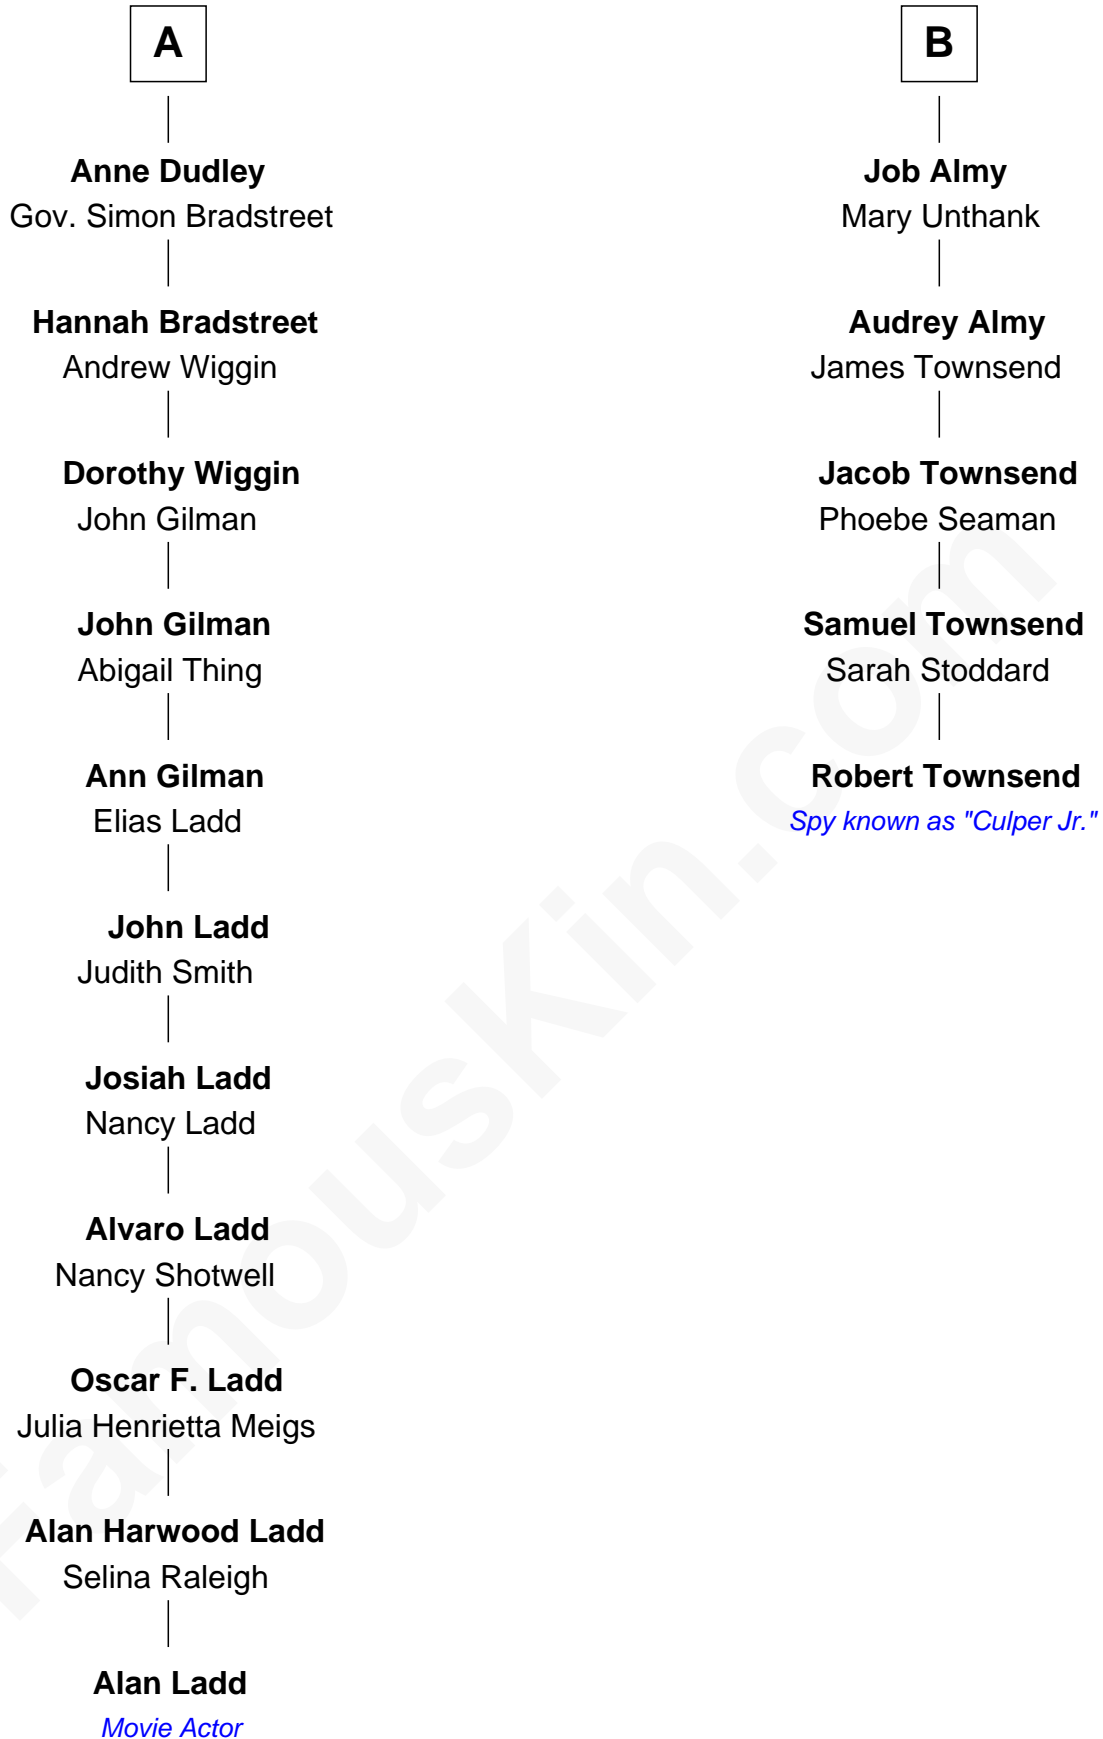 A
Anne Dudley
Gov. Simon Bradstreet
Hannah Bradstreet
Andrew Wiggin
Dorothy Wiggin
John Gilman
John Gilman
Abigail Thing
Ann Gilman
Elias Ladd
John Ladd
Judith Smith
Josiah Ladd
Nancy Ladd
Alvaro Ladd
Nancy Shotwell
Oscar F. Ladd
Julia Henrietta Meigs
Alan Harwood Ladd
Selina Raleigh
Alan Ladd
Movie Actor
B
Job Almy
Mary Unthank
Audrey Almy
James Townsend
Jacob Townsend
Phoebe Seaman
Samuel Townsend
Sarah Stoddard
Robert Townsend
Spy known as "Culper Jr."
FamousKin.com